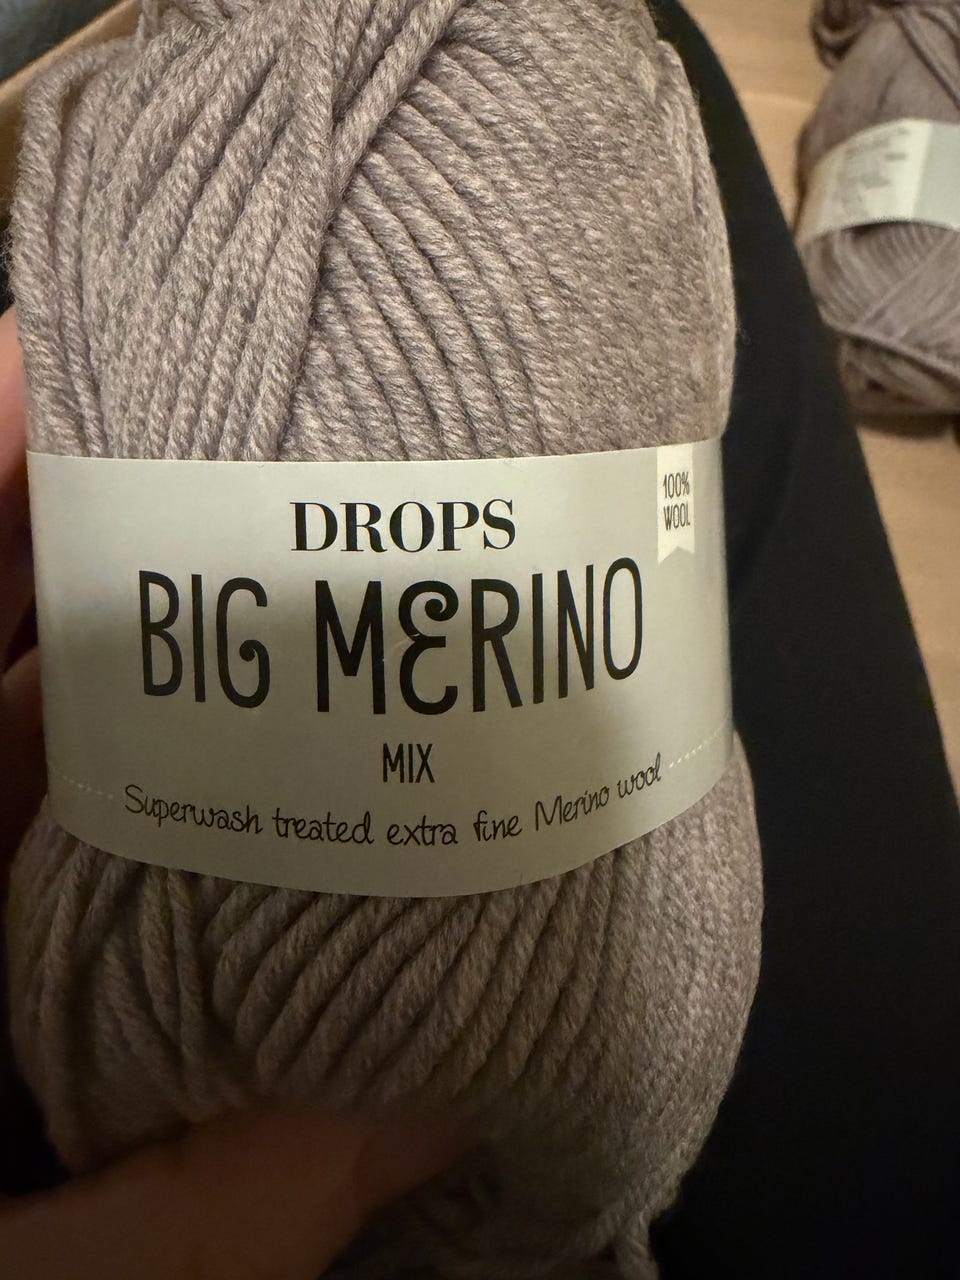 100%
WOOL
DROPS
BIG MERINO
MIX
Superwash treated extra fine Merino wool